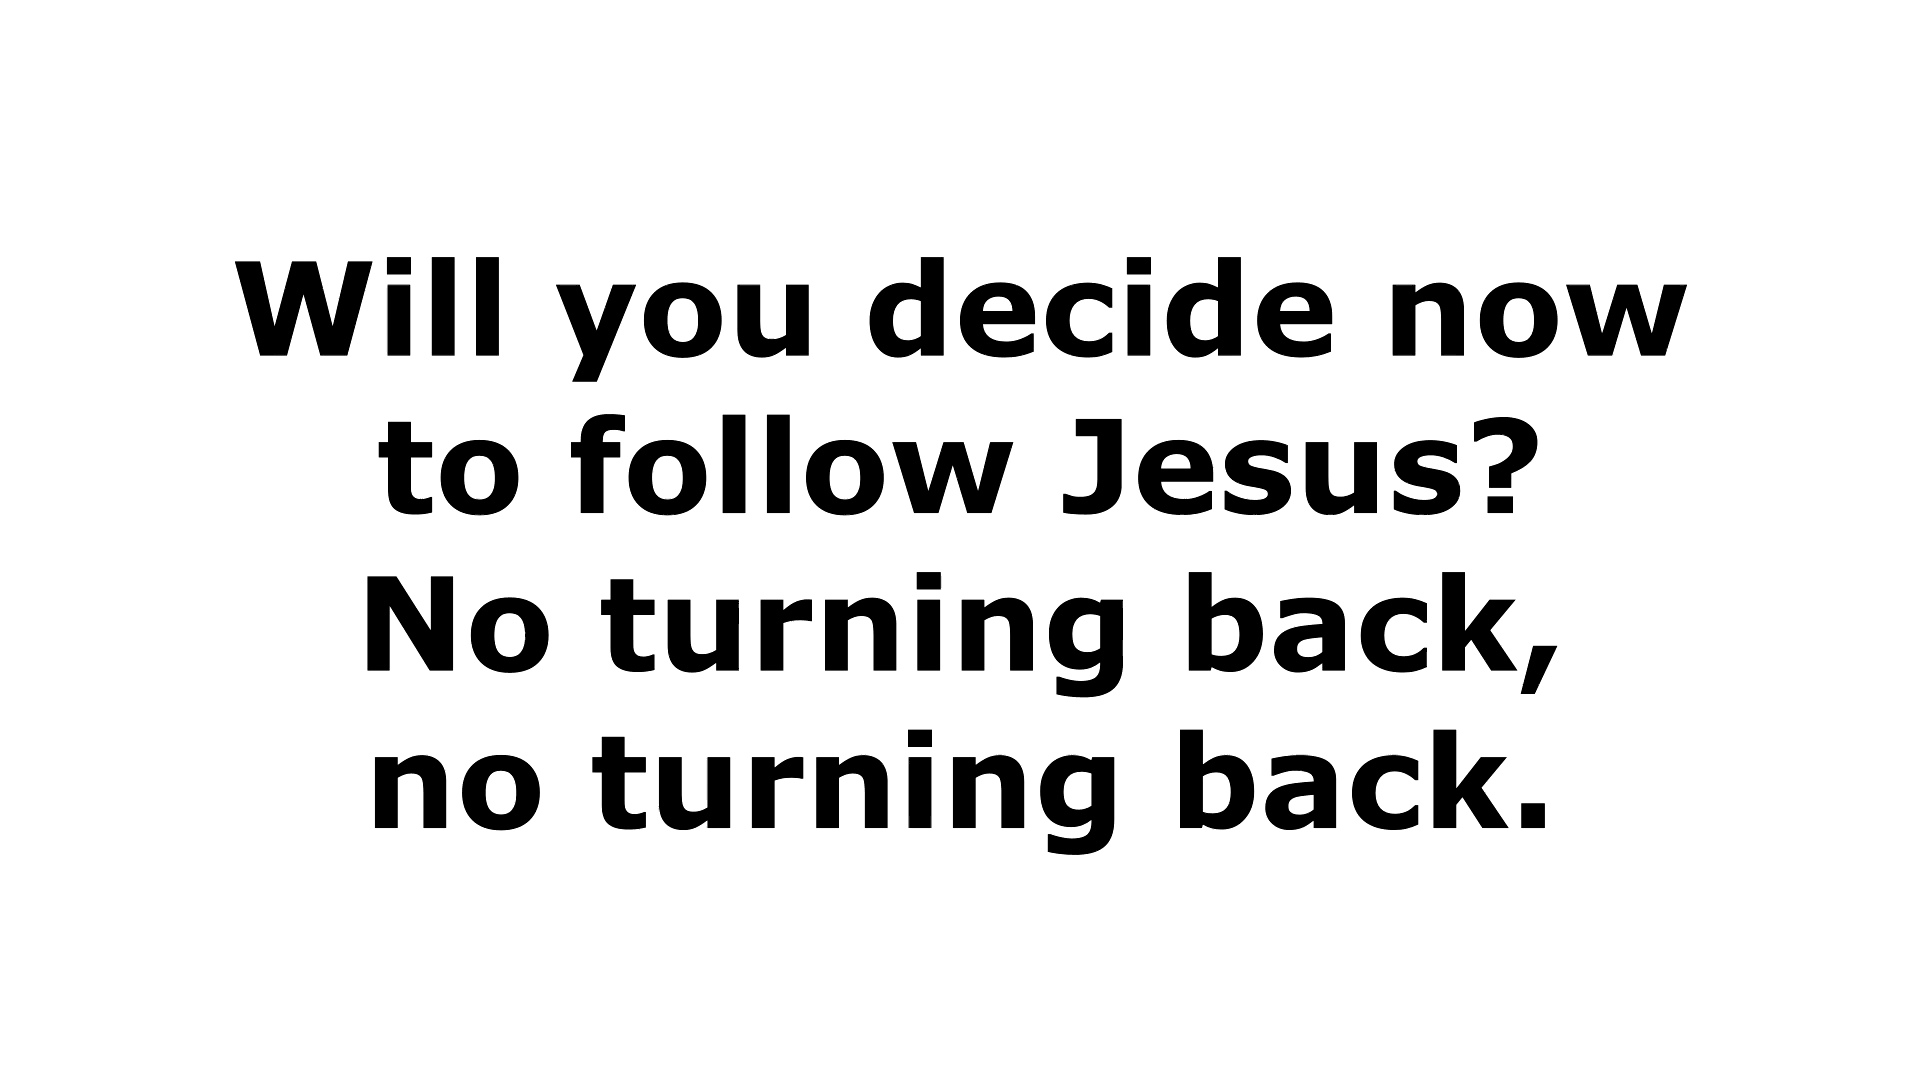 Will you decide now
to follow Jesus?
No turning back,
no turning back.